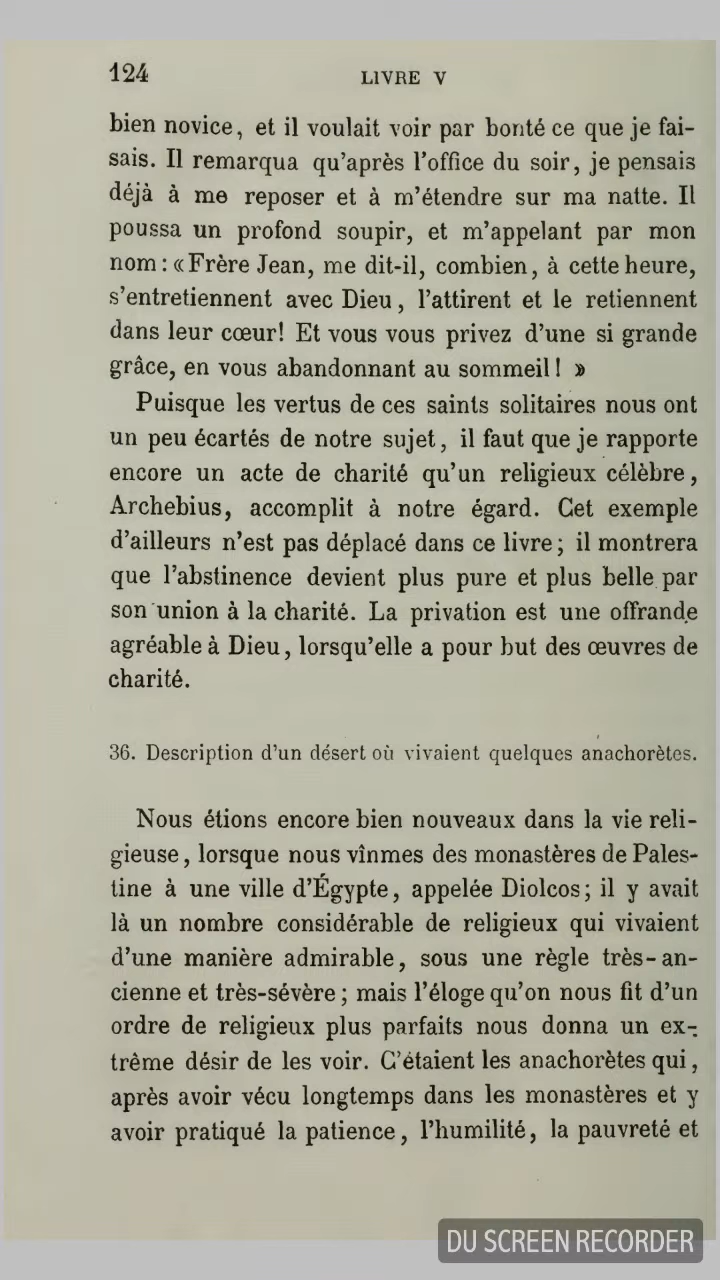 124 LIVRE V
bien novice, et il voulait voir par bonté ce que je fai-
sais. Il remarqua qu'après l'office du soir, je pensais
déjà à me reposer et à m'étendre sur ma natte. Il
poussa un profond soupir, et m'appelant par mon
nom : « Frère Jean, me dit-il, combien, à cette heure,
s'entretiennent avec Dieu, l'attirent et le retiennent
dans leur cœur! Et vous vous privez d'une si grande
grâce, en vous abandonnant au sommeil ! »
Puisque les vertus de ces saints solitaires nous ont
un peu écartés de notre sujet, il faut que je rapporte
encore un acte de charité qu'un religieux célèbre,
Archebius, accomplit à notre égard. Cet exemple
d'ailleurs n'est pas déplacé dans ce livre ; il montrera
que l'abstinence devient plus pure et plus belle par
son union à la charité. La privation est une offrande
agréable à Dieu, lorsqu'elle a pour but des œuvres de
charité.
36. Description d'un désert où vivaient quelques anachorètes.
Nous étions encore bien nouveaux dans la vie reli-
gieuse, lorsque nous vînmes des monastères de Pales-
tine à une ville d'Égypte, appelée Diolcos ; il y avait
là un nombre considérable de religieux qui vivaient
d'une manière admirable, sous une règle très-an-
cienne et très-sévère ; mais l'éloge qu'on nous fit d'un
ordre de religieux plus parfaits nous donna un ex-
trême désir de les voir. C'étaient les anachorètes qui,
après avoir vécu longtemps dans les monastères et y
avoir pratiqué la patience, l'humilité, la pauvreté et
DU SCREEN RECORDER